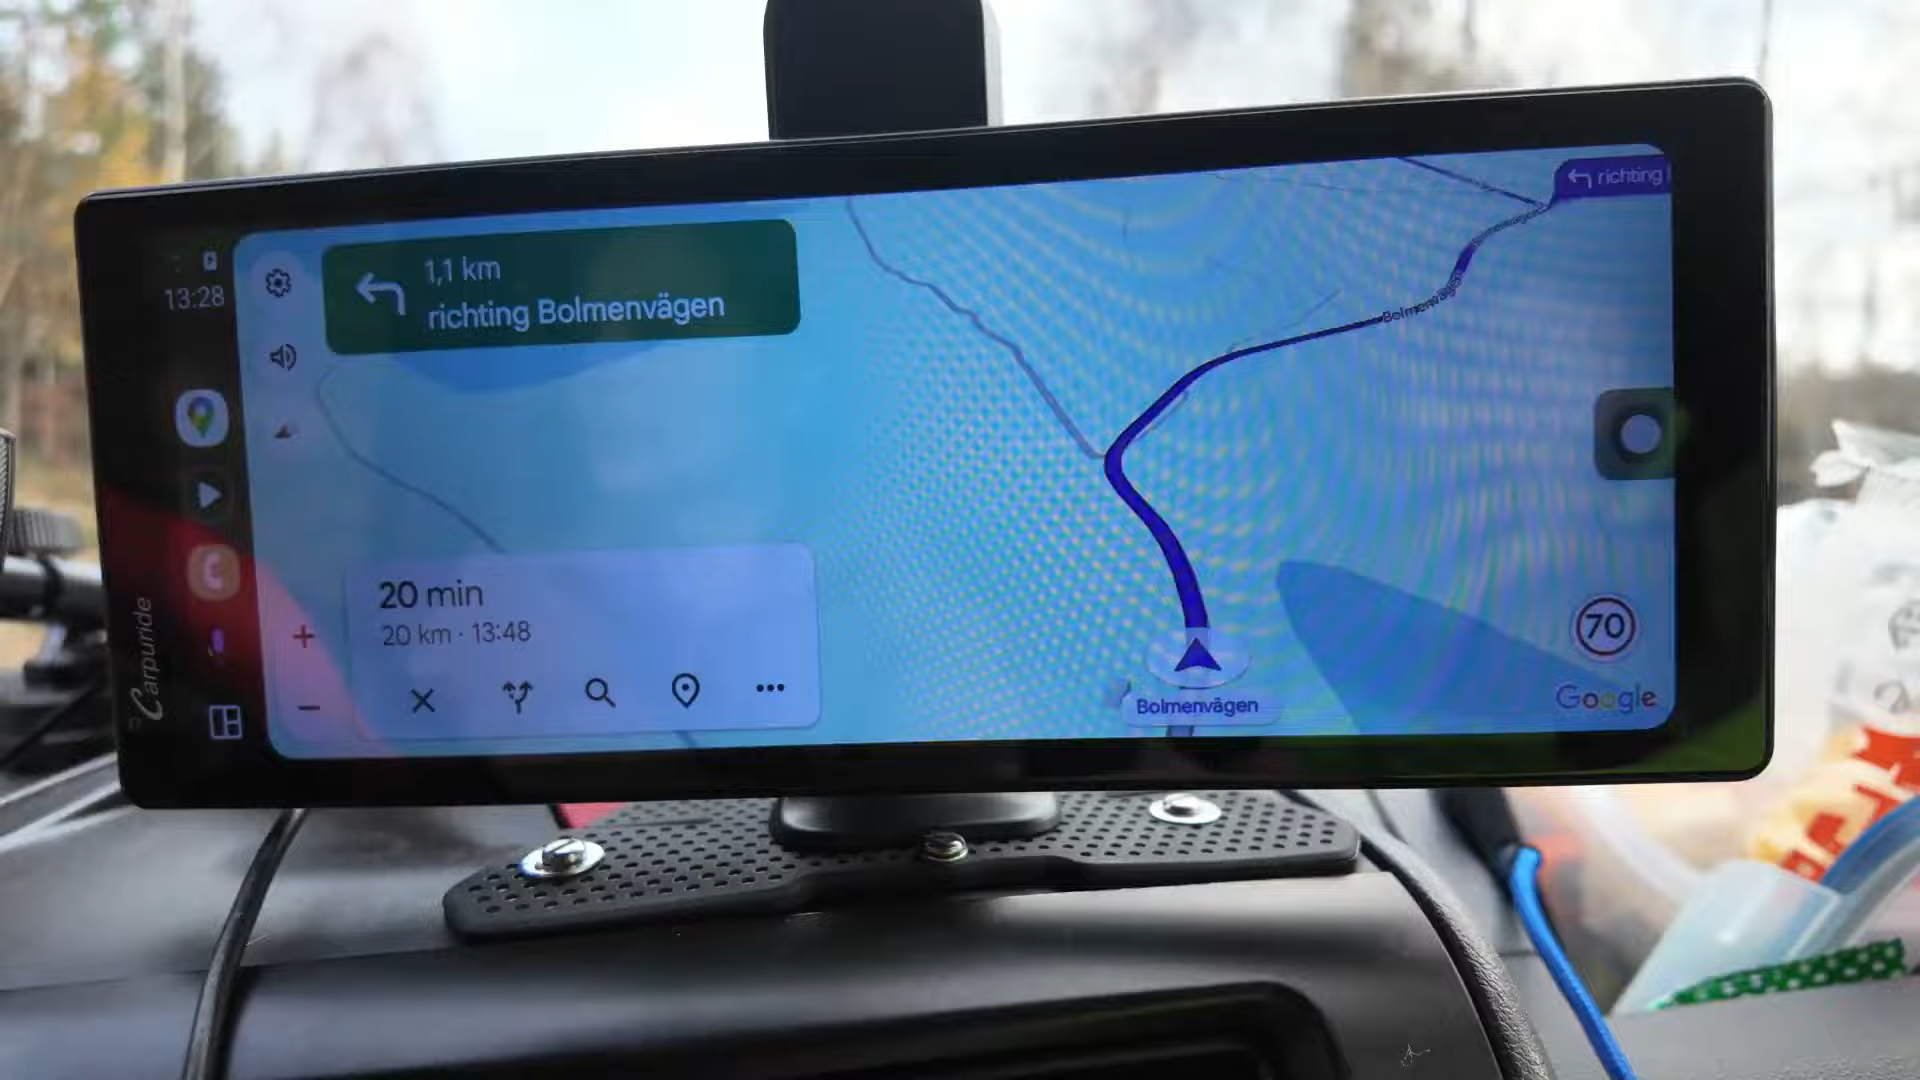 13:28
1,1 km
richting Bolmenvägen
richting
Bolmenvägen
20 min
20 km · 13:48
70
Bolmenvägen
Google
Carpuride